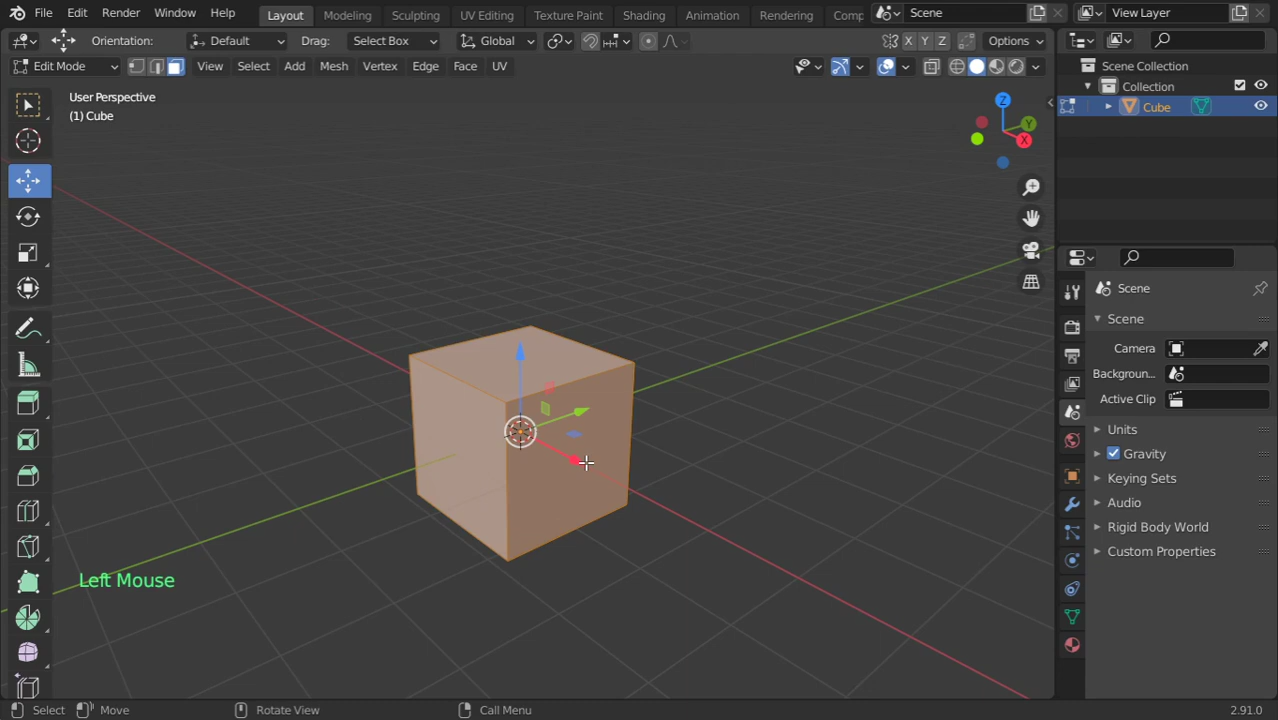 File Edit Render Window Help Layout Modeling Sculpting UV Editing Texture Paint Shading Animation Rendering Comp Scene View Layer
Orientation: Default Drag: Select Box Global X Y Z Options
Edit Mode View Select Add Mesh Vertex Edge Face UV
User Perspective
(1) Cube
Z
Y
X
Scene Collection
Collection
Cube
Scene
Scene
Camera
Backgroun...
Active Clip
Units
Gravity
Keying Sets
Audio
Rigid Body World
Custom Properties
Left Mouse
Select Move Rotate View Call Menu 2.91.0